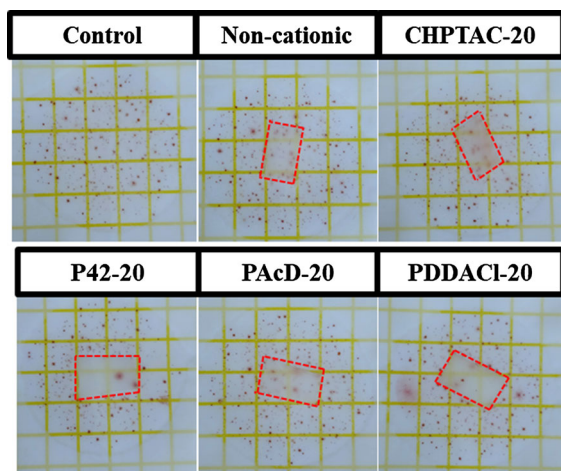 Control
Non-cationic
CHPTAC-20
P42-20
PAcD-20
PDDACl-20